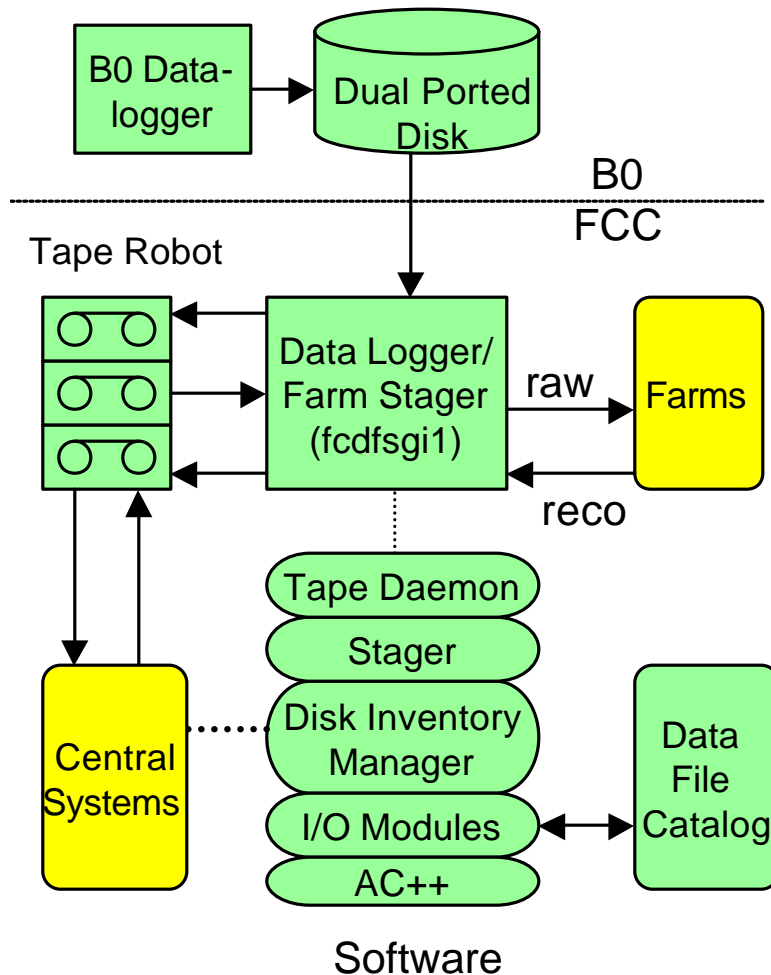 B0 Data-
logger
Dual Ported
Disk
B0
FCC
Tape Robot
Data Logger/
Farm Stager
(fcdfsgi1)
raw
Farms
reco
Tape Daemon
Stager
Disk Inventory
Manager
Central
Systems
I/O Modules
Data
File
Catalog
AC++
Software